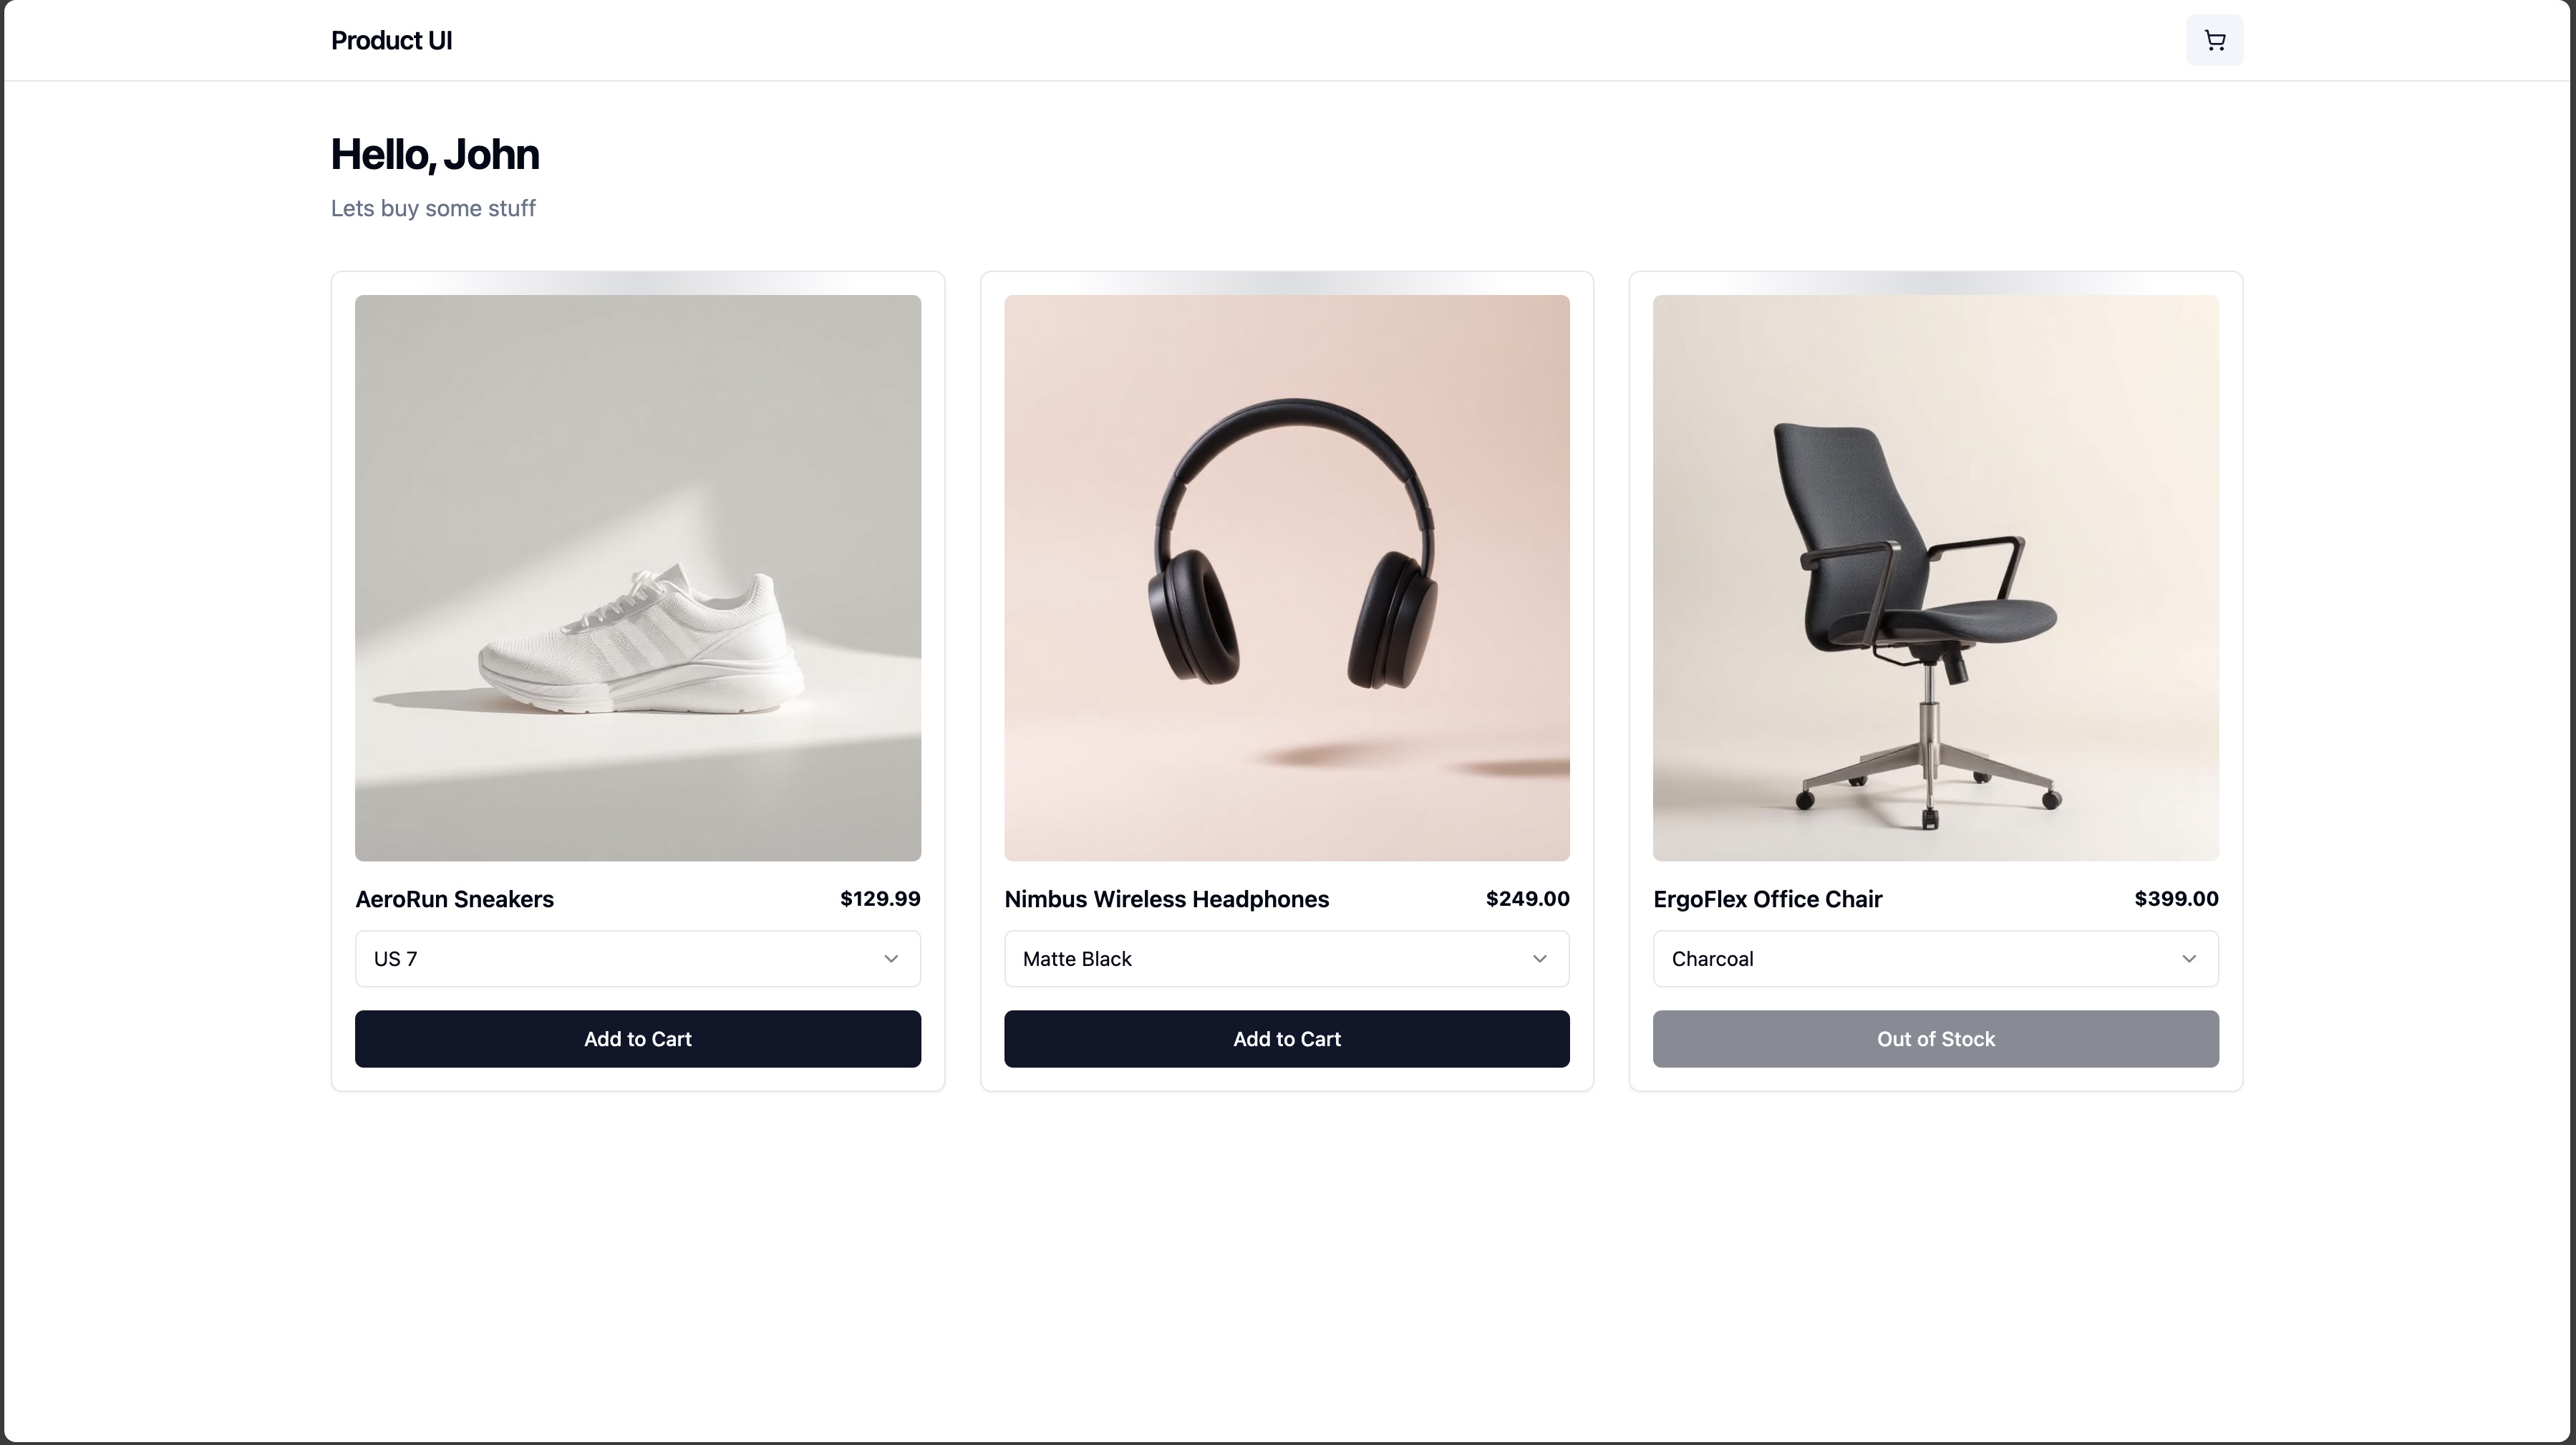 Product UI
Hello, John
Lets buy some stuff
AeroRun Sneakers $129.99
US 7
Add to Cart
Nimbus Wireless Headphones $249.00
Matte Black
Add to Cart
ErgoFlex Office Chair $399.00
Charcoal
Out of Stock